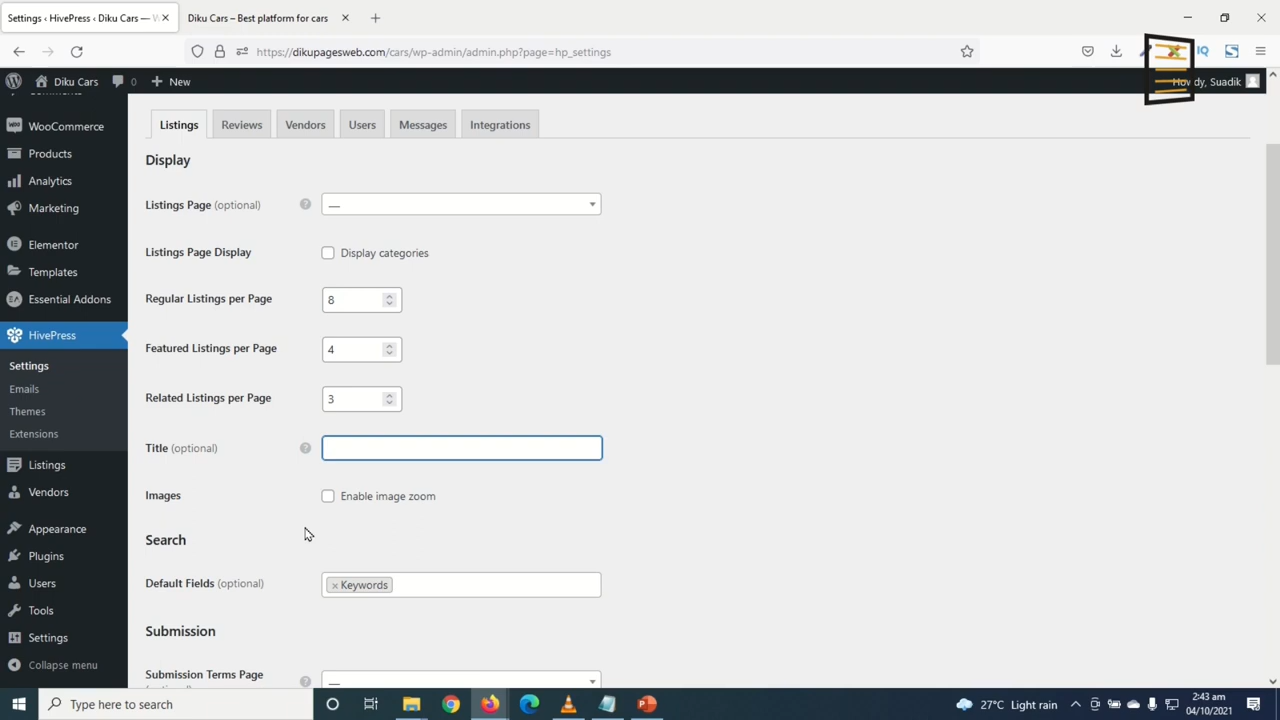 Settings ‹ HivePress ‹ Diku Cars — W
Diku Cars – Best platform for cars
https://dikupagesweb.com/cars/wp-admin/admin.php?page=hp_settings
IQ
Diku Cars
0
New
Howdy, Suadik
WooCommerce
Products
Analytics
Marketing
Elementor
Templates
Essential Addons
HivePress
Settings
Emails
Themes
Extensions
Listings
Vendors
Appearance
Plugins
Users
Tools
Settings
Collapse menu
Listings
Reviews
Vendors
Users
Messages
Integrations
Display
Listings Page (optional)
—
Listings Page Display
Display categories
Regular Listings per Page
8
Featured Listings per Page
4
Related Listings per Page
3
Title (optional)
Images
Enable image zoom
Search
Default Fields (optional)
× Keywords
Submission
Submission Terms Page
—
Type here to search
27°C Light rain
2:43 am
04/10/2021